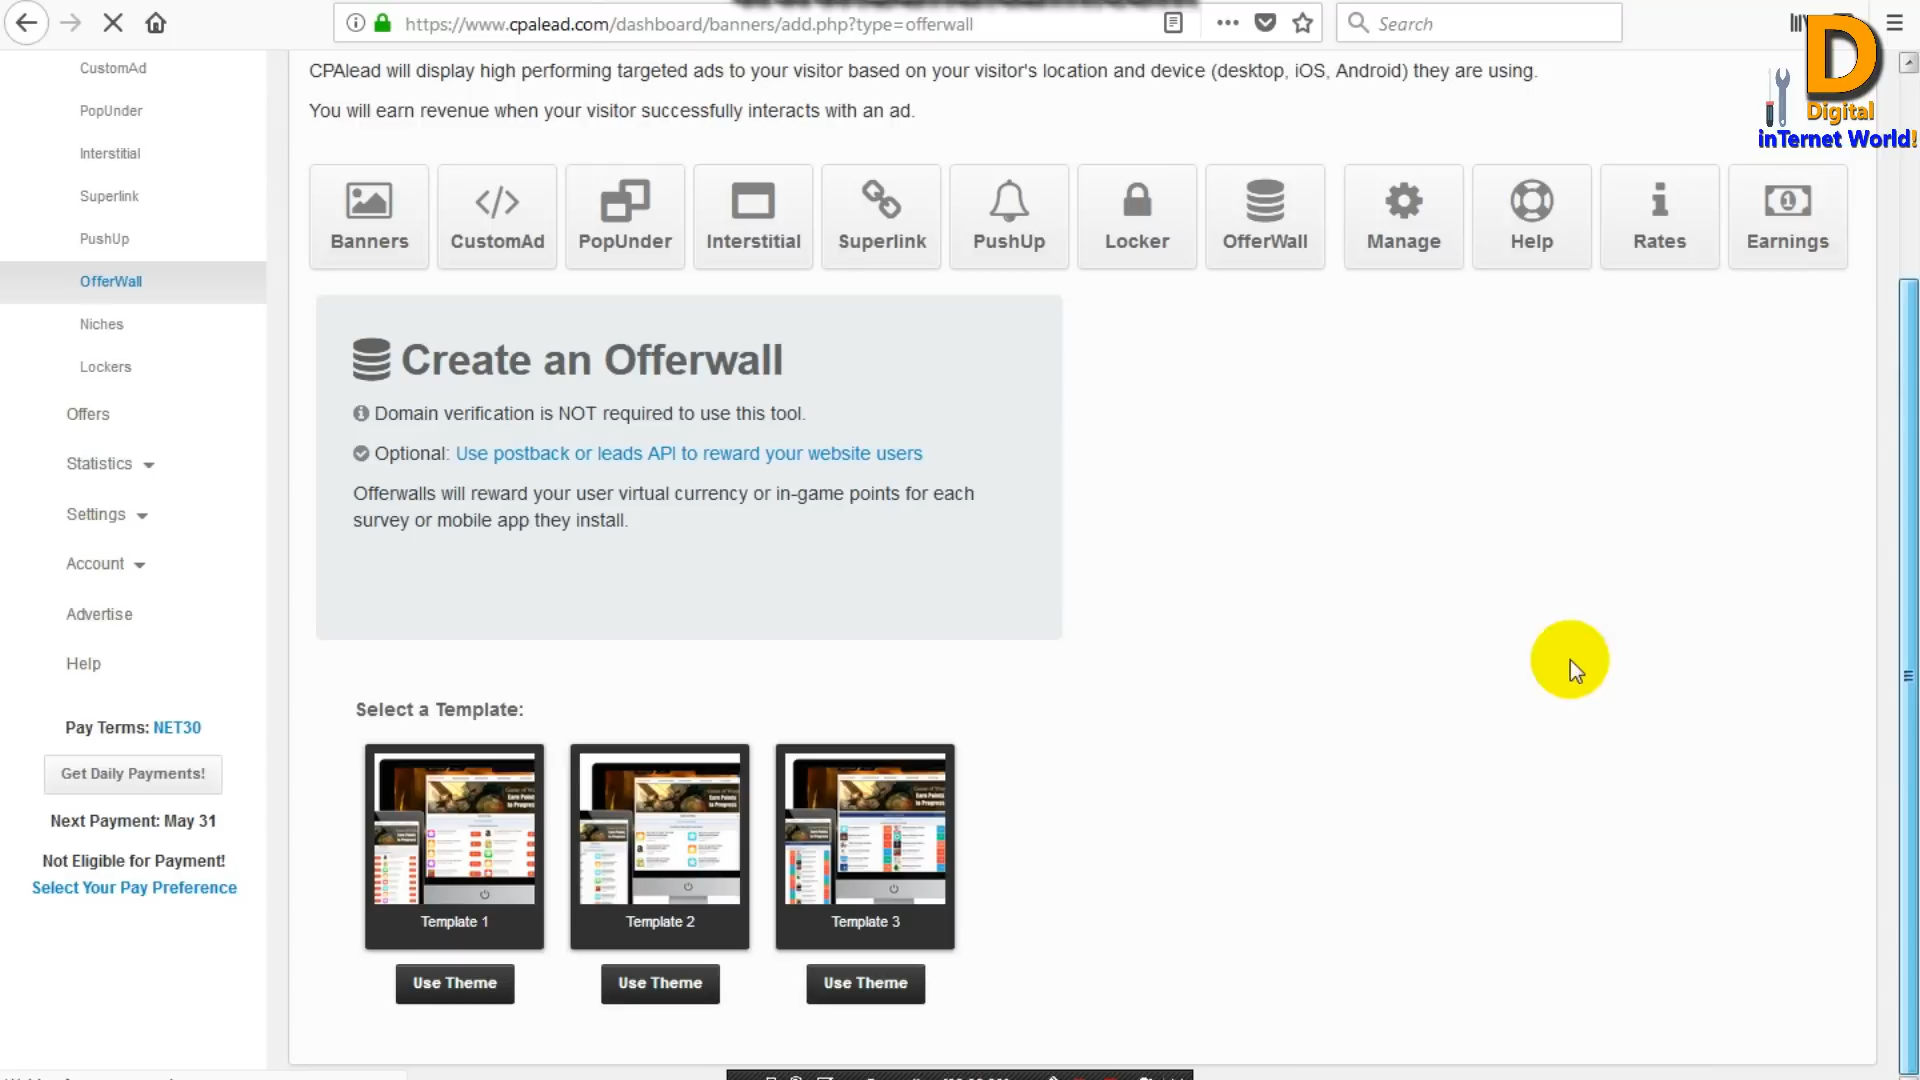 https://www.cpalead.com/dashboard/banners/add.php?type=offerwall
Search
D
Digital
inTernet World!
CustomAd
PopUnder
Interstitial
Superlink
PushUp
OfferWall
Niches
Lockers
Offers
Statistics
Settings
Account
Advertise
Help
Pay Terms: NET30
Get Daily Payments!
Next Payment: May 31
Not Eligible for Payment!
Select Your Pay Preference
CPAlead will display high performing targeted ads to your visitor based on your visitor's location and device (desktop, iOS, Android) they are using.
You will earn revenue when your visitor successfully interacts with an ad.
Banners
CustomAd
PopUnder
Interstitial
Superlink
PushUp
Locker
OfferWall
Manage
Help
Rates
Earnings
Create an Offerwall
Domain verification is NOT required to use this tool.
Optional: Use postback or leads API to reward your website users
Offerwalls will reward your user virtual currency or in-game points for each
survey or mobile app they install.
Select a Template:
Template 1
Template 2
Template 3
Use Theme
Use Theme
Use Theme